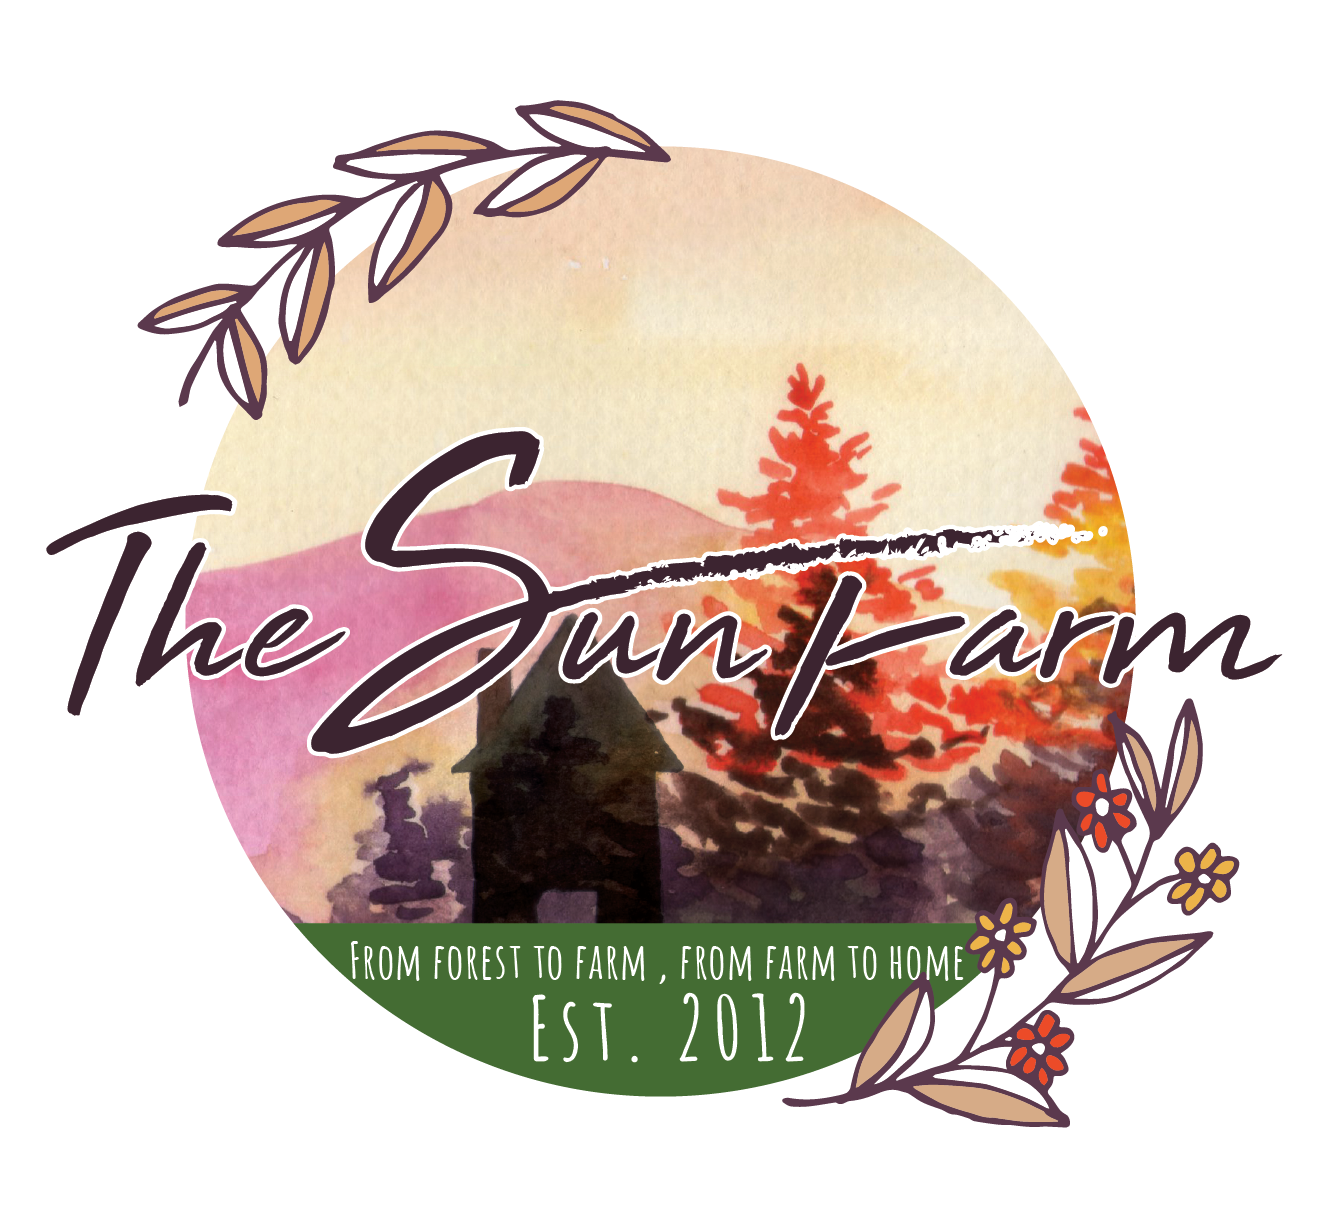 The Sun Farm
From forest to farm , from farm to home
Est. 2012